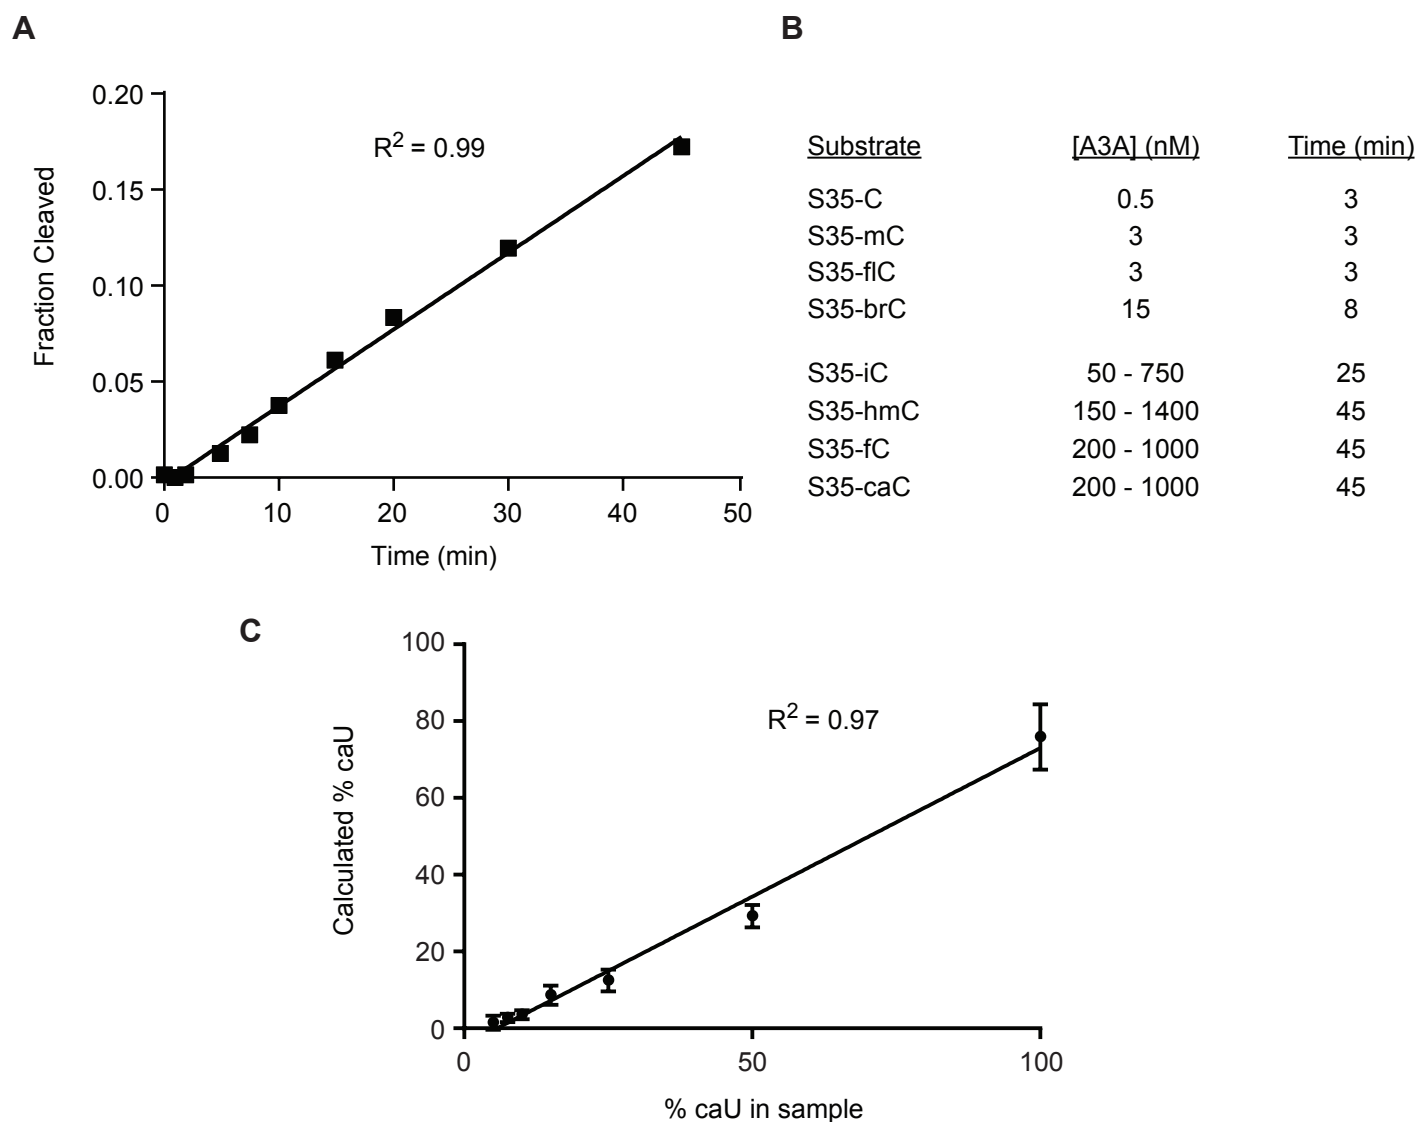 A
B
0.20
0.15
0.10
0.05
0.00
Fraction Cleaved
R2 = 0.99
0 10 20 30 40 50
Time (min)
Substrate [A3A] (nM) Time (min)
S35-C 0.5 3
S35-mC 3 3
S35-flC 3 3
S35-brC 15 8
S35-iC 50 - 750 25
S35-hmC 150 - 1400 45
S35-fC 200 - 1000 45
S35-caC 200 - 1000 45
C
100
80
60
40
20
0
Calculated % caU
R2 = 0.97
0 50 100
% caU in sample